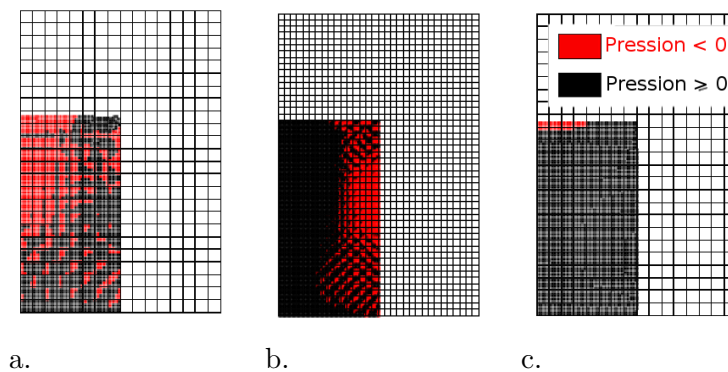 Pression < 0
Pression ≥ 0
a.
b.
c.